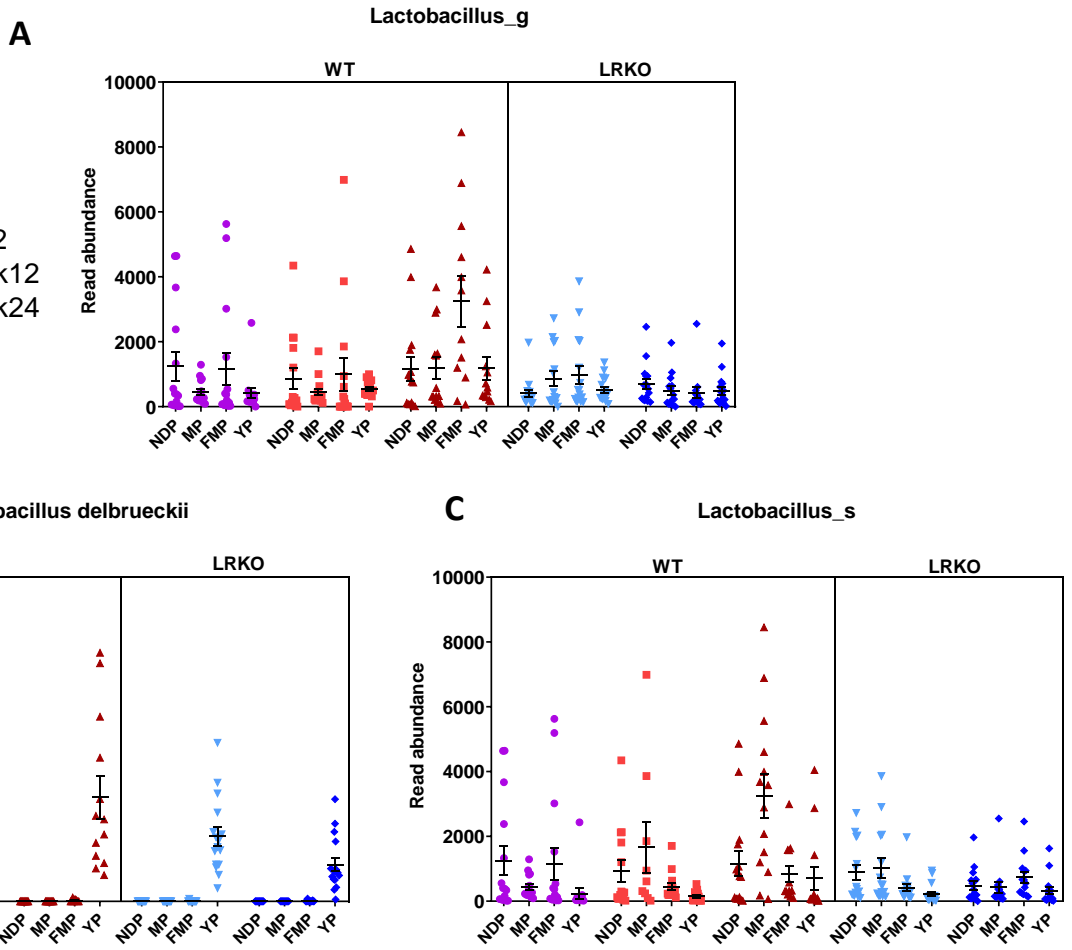 Lactobacillus_g
A
WT LRKO
10000
8000
6000
4000
2000
0
Read abundance
2
k12
k24
NDP MP FMP YP NDP MP FMP YP NDP MP FMP YP NDP MP FMP YP NDP MP FMP YP
bacillus delbrueckii
LRKO
NDP MP FMP YP NDP MP FMP YP NDP MP FMP YP
C
Lactobacillus_s
WT LRKO
10000
8000
6000
4000
2000
0
Read abundance
NDP MP FMP YP NDP MP FMP YP NDP MP FMP YP NDP MP FMP YP NDP MP FMP YP